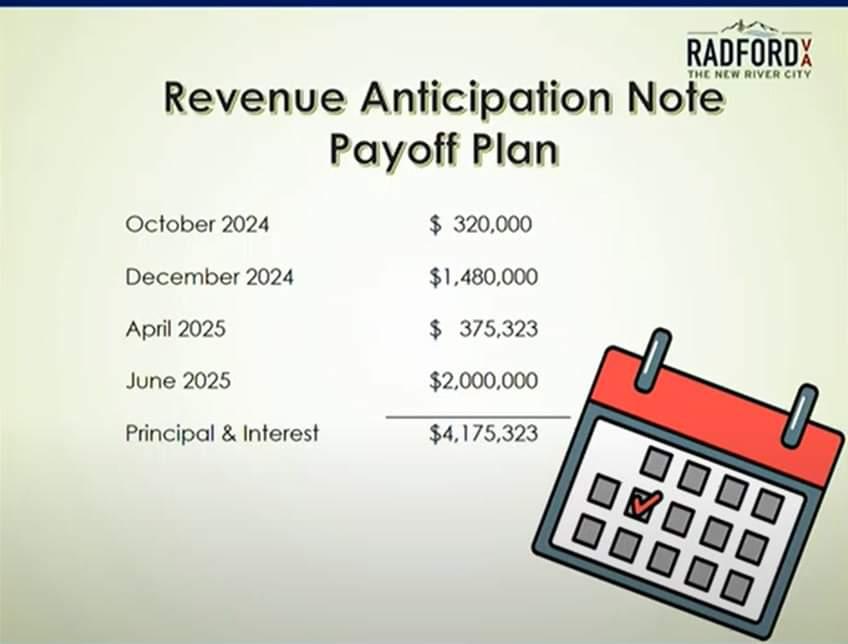 RADFORD VA
THE NEW RIVER CITY
Revenue Anticipation Note
Payoff Plan
October 2024 $ 320,000
December 2024 $1,480,000
April 2025 $ 375,323
June 2025 $2,000,000
Principal & Interest $4,175,323